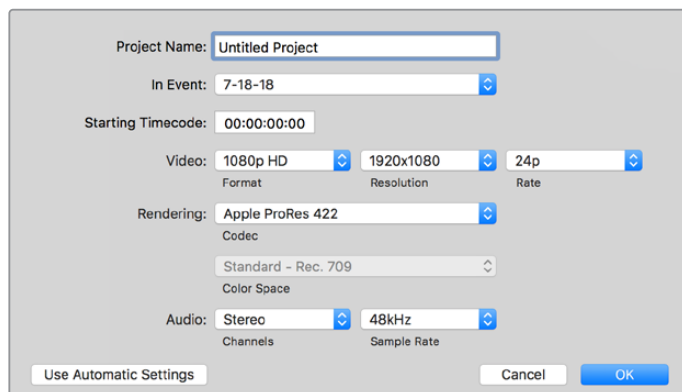 Project Name: Untitled Project
In Event: 7-18-18
Starting Timecode: 00:00:00:00
Video: 1080p HD 1920x1080 24p
Format Resolution Rate
Rendering: Apple ProRes 422
Codec
Standard - Rec. 709
Color Space
Audio: Stereo 48kHz
Channels Sample Rate
Use Automatic Settings Cancel OK